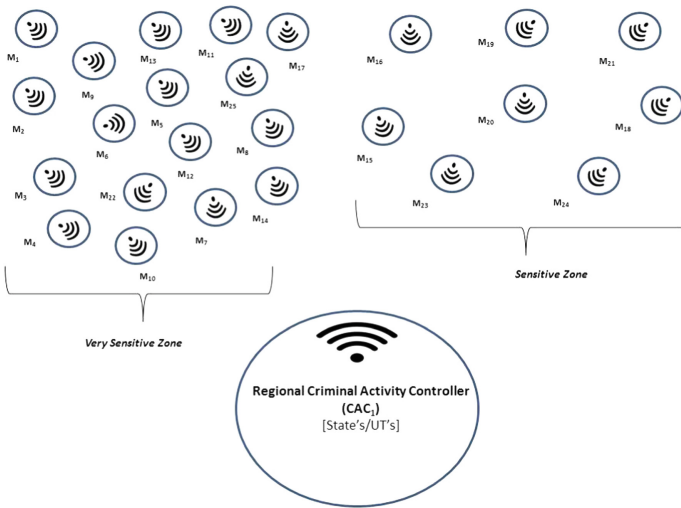 M₁
M₁₃
M₁₁
M₁₇
M₁₆
M₁₉
M₂₁
M₉
M₂₅
M₂
M₅
M₂₀
M₁₈
M₆
M₈
M₁₂
M₁₅
M₃
M₂₂
M₁₄
M₂₃
M₂₄
M₄
M₇
M₁₀
Sensitive Zone
Very Sensitive Zone
Regional Criminal Activity Controller
(CAC₁)
[State's/UT's]